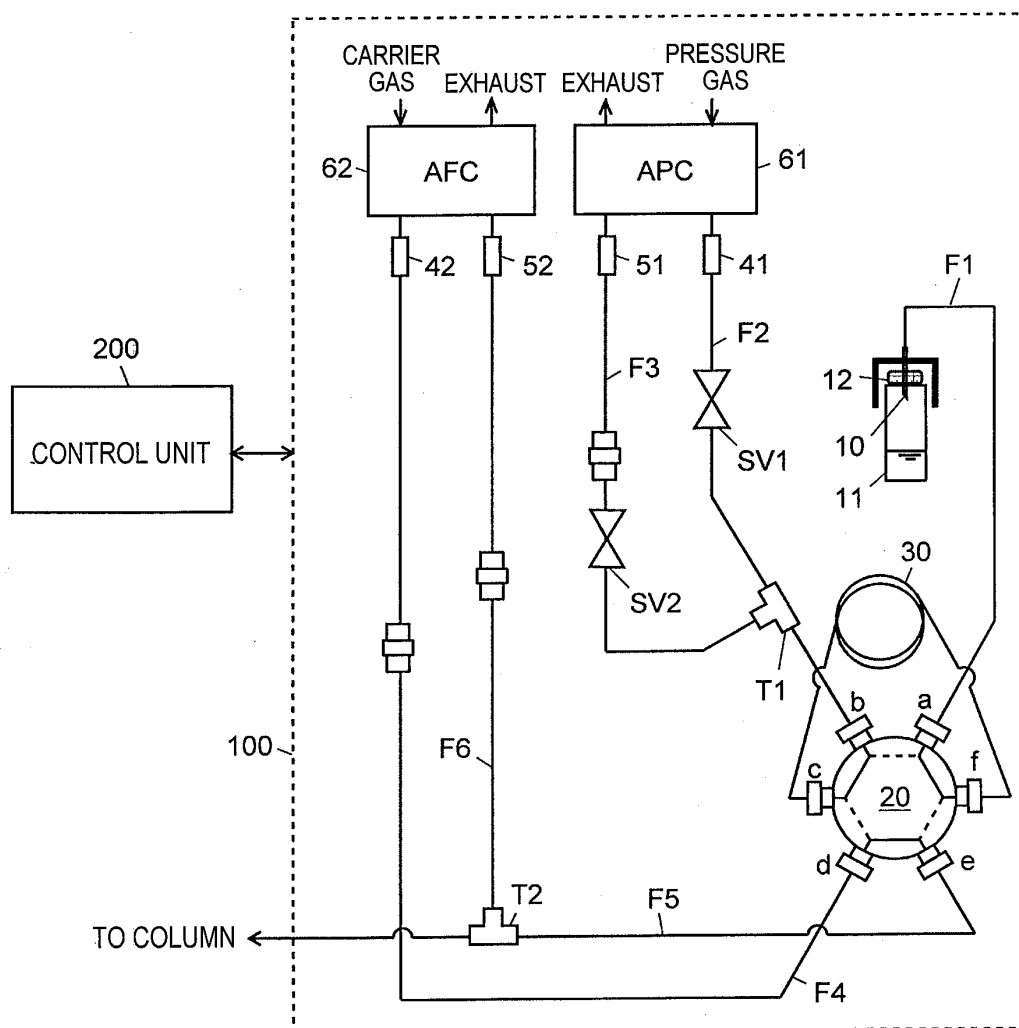 CARRIER
GAS
EXHAUST
EXHAUST
PRESSURE
GAS
62
AFC
APC
61
42
52
51
41
F1
F2
F3
200
CONTROL UNIT
12
10
11
SV1
SV2
30
T1
b
a
F6
100
c
20
f
d
e
T2
F5
TO COLUMN
F4